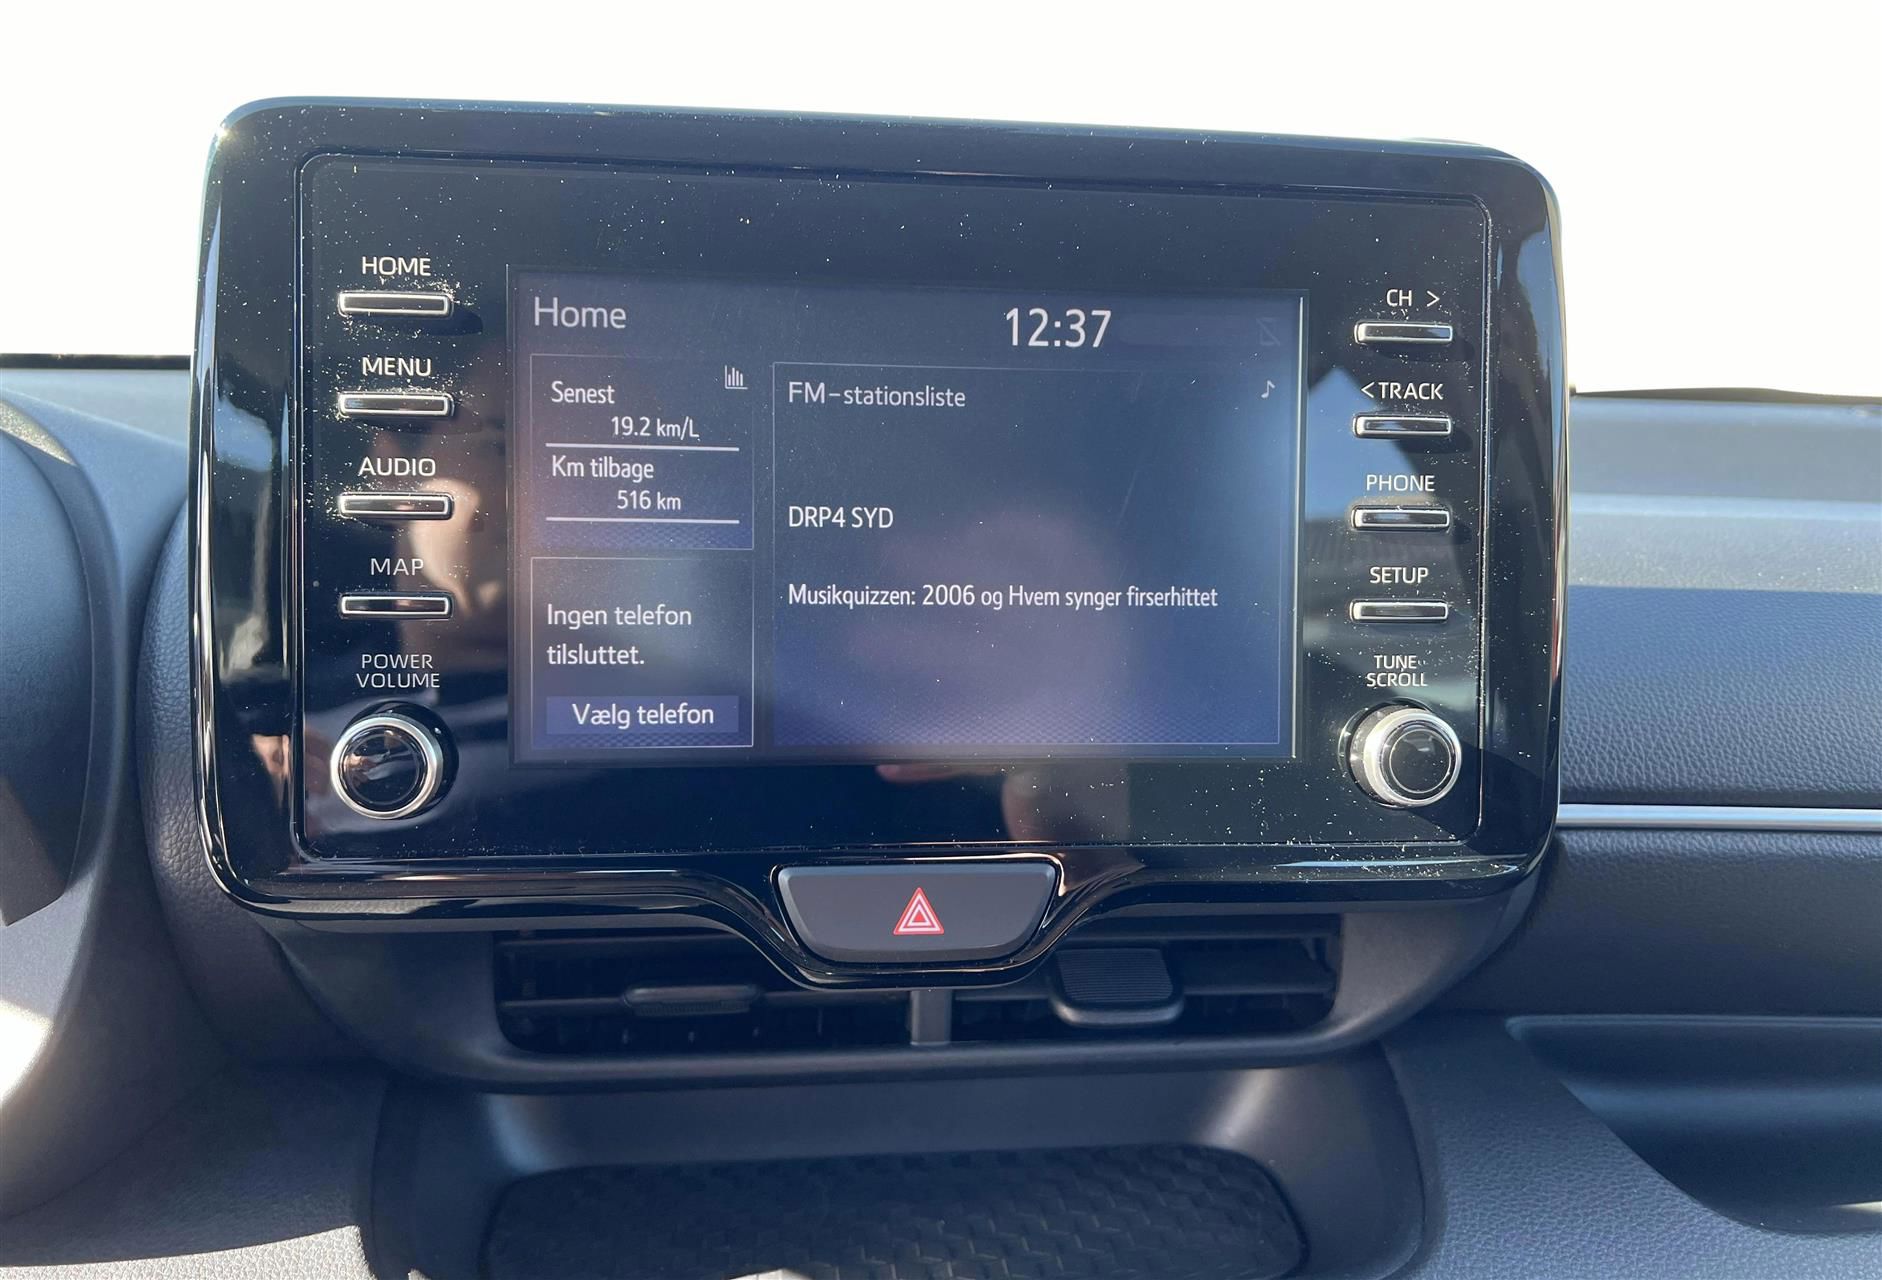 HOME
MENU
AUDIO
MAP
POWER
VOLUME
Home
12:37
Senest
19.2 km/L
Km tilbage
516 km
Ingen telefon
tilsluttet.
Vælg telefon
FM-stationsliste
DRP4 SYD
Musikquizzen: 2006 og Hvem synger firserhittet
CH >
< TRACK
PHONE
SETUP
TUNE
SCROLL